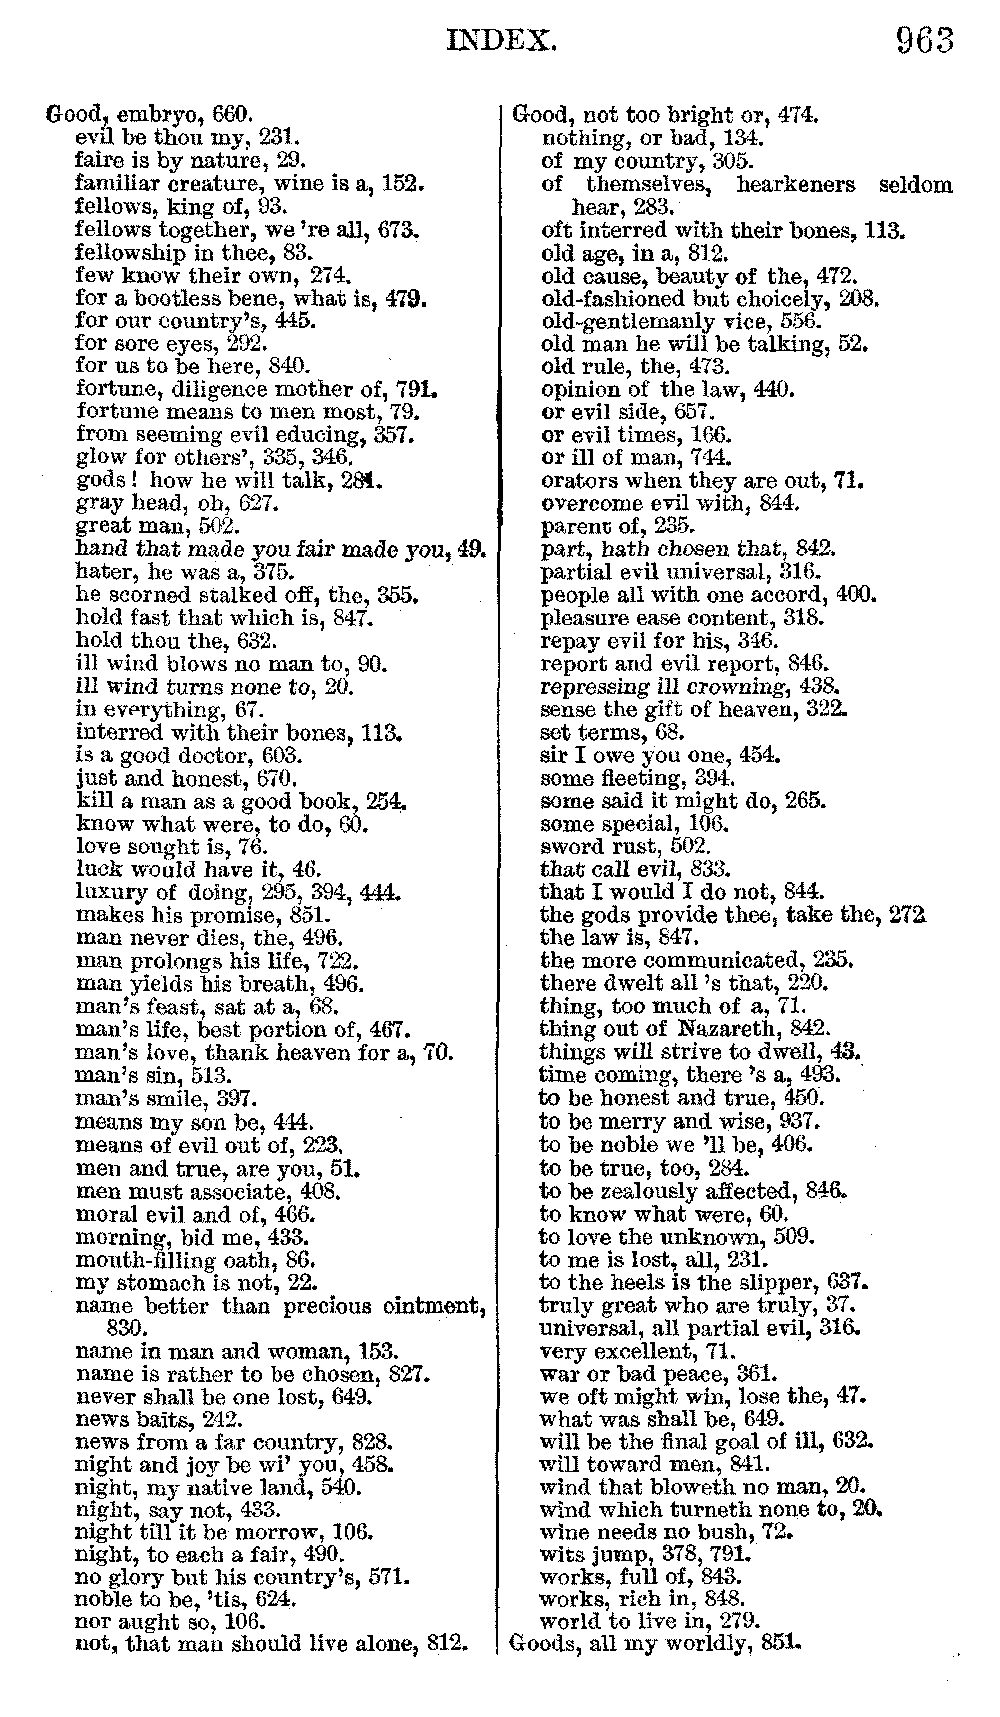 INDEX.
963
Good, embryo, 660.
evil be thou my, 231.
faire is by nature, 29.
familiar creature, wine is a, 152.
fellows, king of, 93.
fellows together, we 're all, 673.
fellowship in thee, 83.
few know their own, 274.
for a bootless bene, what is, 479.
for our country's, 445.
for sore eyes, 292.
for us to be here, 840.
fortune, diligence mother of, 791.
fortune means to men most, 79.
from seeming evil educing, 357.
glow for others', 335, 346.
gods! how he will talk, 281.
gray head, oh, 627.
great man, 502.
hand that made you fair made you, 49.
hater, he was a, 375.
he scorned stalked off, the, 355.
hold fast that which is, 847.
hold thou the, 632.
ill wind blows no man to, 90.
ill wind turns none to, 20.
in everything, 67.
interred with their bones, 113.
is a good doctor, 603.
just and honest, 670.
kill a man as a good book, 254.
know what were, to do, 60.
love sought is, 76.
luck would have it, 46.
luxury of doing, 295, 394, 444.
makes his promise, 851.
man never dies, the, 496.
man prolongs his life, 722.
man yields his breath, 496.
man's feast, sat at a, 68.
man's life, best portion of, 467.
man's love, thank heaven for a, 70.
man's sin, 513.
man's smile, 397.
means my son be, 444.
means of evil out of, 223.
men and true, are you, 51.
men must associate, 408.
moral evil and of, 466.
morning, bid me, 433.
mouth-filling oath, 86.
my stomach is not, 22.
name better than precious ointment,
830.
name in man and woman, 153.
name is rather to be chosen, 827.
never shall be one lost, 649.
news baits, 242.
news from a far country, 828.
night and joy be wi' you, 458.
night, my native land, 540.
night, say not, 433.
night till it be morrow, 106.
night, to each a fair, 490.
no glory but his country's, 571.
noble to be, 'tis, 624.
nor aught so, 106.
not, that man should live alone, 812.
Good, not too bright or, 474.
nothing, or bad, 134.
of my country, 305.
of themselves, hearkeners seldom
hear, 283.
oft interred with their bones, 113.
old age, in a, 812.
old cause, beauty of the, 472.
old-fashioned but choicely, 208.
old-gentlemanly vice, 556.
old man he will be talking, 52.
old rule, the, 473.
opinion of the law, 440.
or evil side, 657.
or evil times, 166.
or ill of man, 744.
orators when they are out, 71.
overcome evil with, 844.
parent of, 235.
part, hath chosen that, 842.
partial evil universal, 316.
people all with one accord, 400.
pleasure ease content, 318.
repay evil for his, 346.
report and evil report, 846.
repressing ill crowning, 438.
sense the gift of heaven, 322.
set terms, 68.
sir I owe you one, 454.
some fleeting, 394.
some said it might do, 265.
some special, 106.
sword rust, 502.
that call evil, 833.
that I would I do not, 844.
the gods provide thee, take the, 272
the law is, 847.
the more communicated, 235.
there dwelt all 's that, 220.
thing, too much of a, 71.
thing out of Nazareth, 842.
things will strive to dwell, 43.
time coming, there 's a, 493.
to be honest and true, 450.
to be merry and wise, 937.
to be noble we 'll be, 406.
to be true, too, 284.
to be zealously affected, 846.
to know what were, 60.
to love the unknown, 509.
to me is lost, all, 231.
to the heels is the slipper, 637.
truly great who are truly, 37.
universal, all partial evil, 316.
very excellent, 71.
war or bad peace, 361.
we oft might win, lose the, 47.
what was shall be, 649.
will be the final goal of ill, 632.
will toward men, 841.
wind that bloweth no man, 20.
wind which turneth none to, 20.
wine needs no bush, 72.
wits jump, 378, 791.
works, full of, 843.
works, rich in, 848.
world to live in, 279.
Goods, all my worldly, 851.